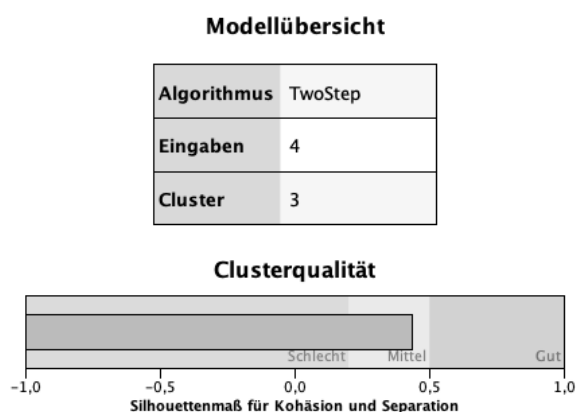 Modellübersicht
Algorithmus TwoStep
Eingaben 4
Cluster 3
Clusterqualität
Schlecht Mittel Gut
-1,0 -0,5 0,0 0,5 1,0
Silhouettenmaß für Kohäsion und Separation